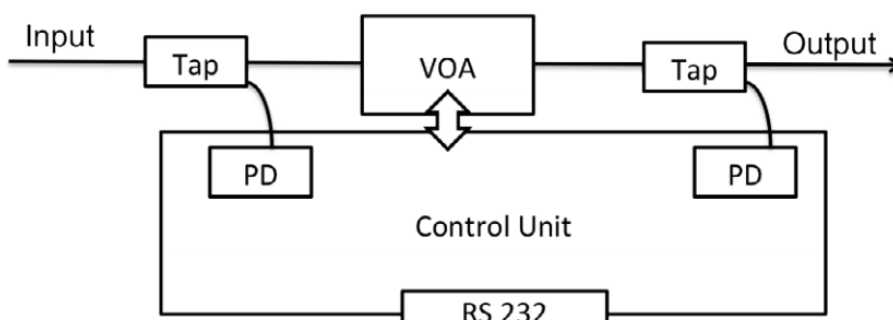 Input
Tap
VOA
Tap
Output
PD
PD
Control Unit
RS 232